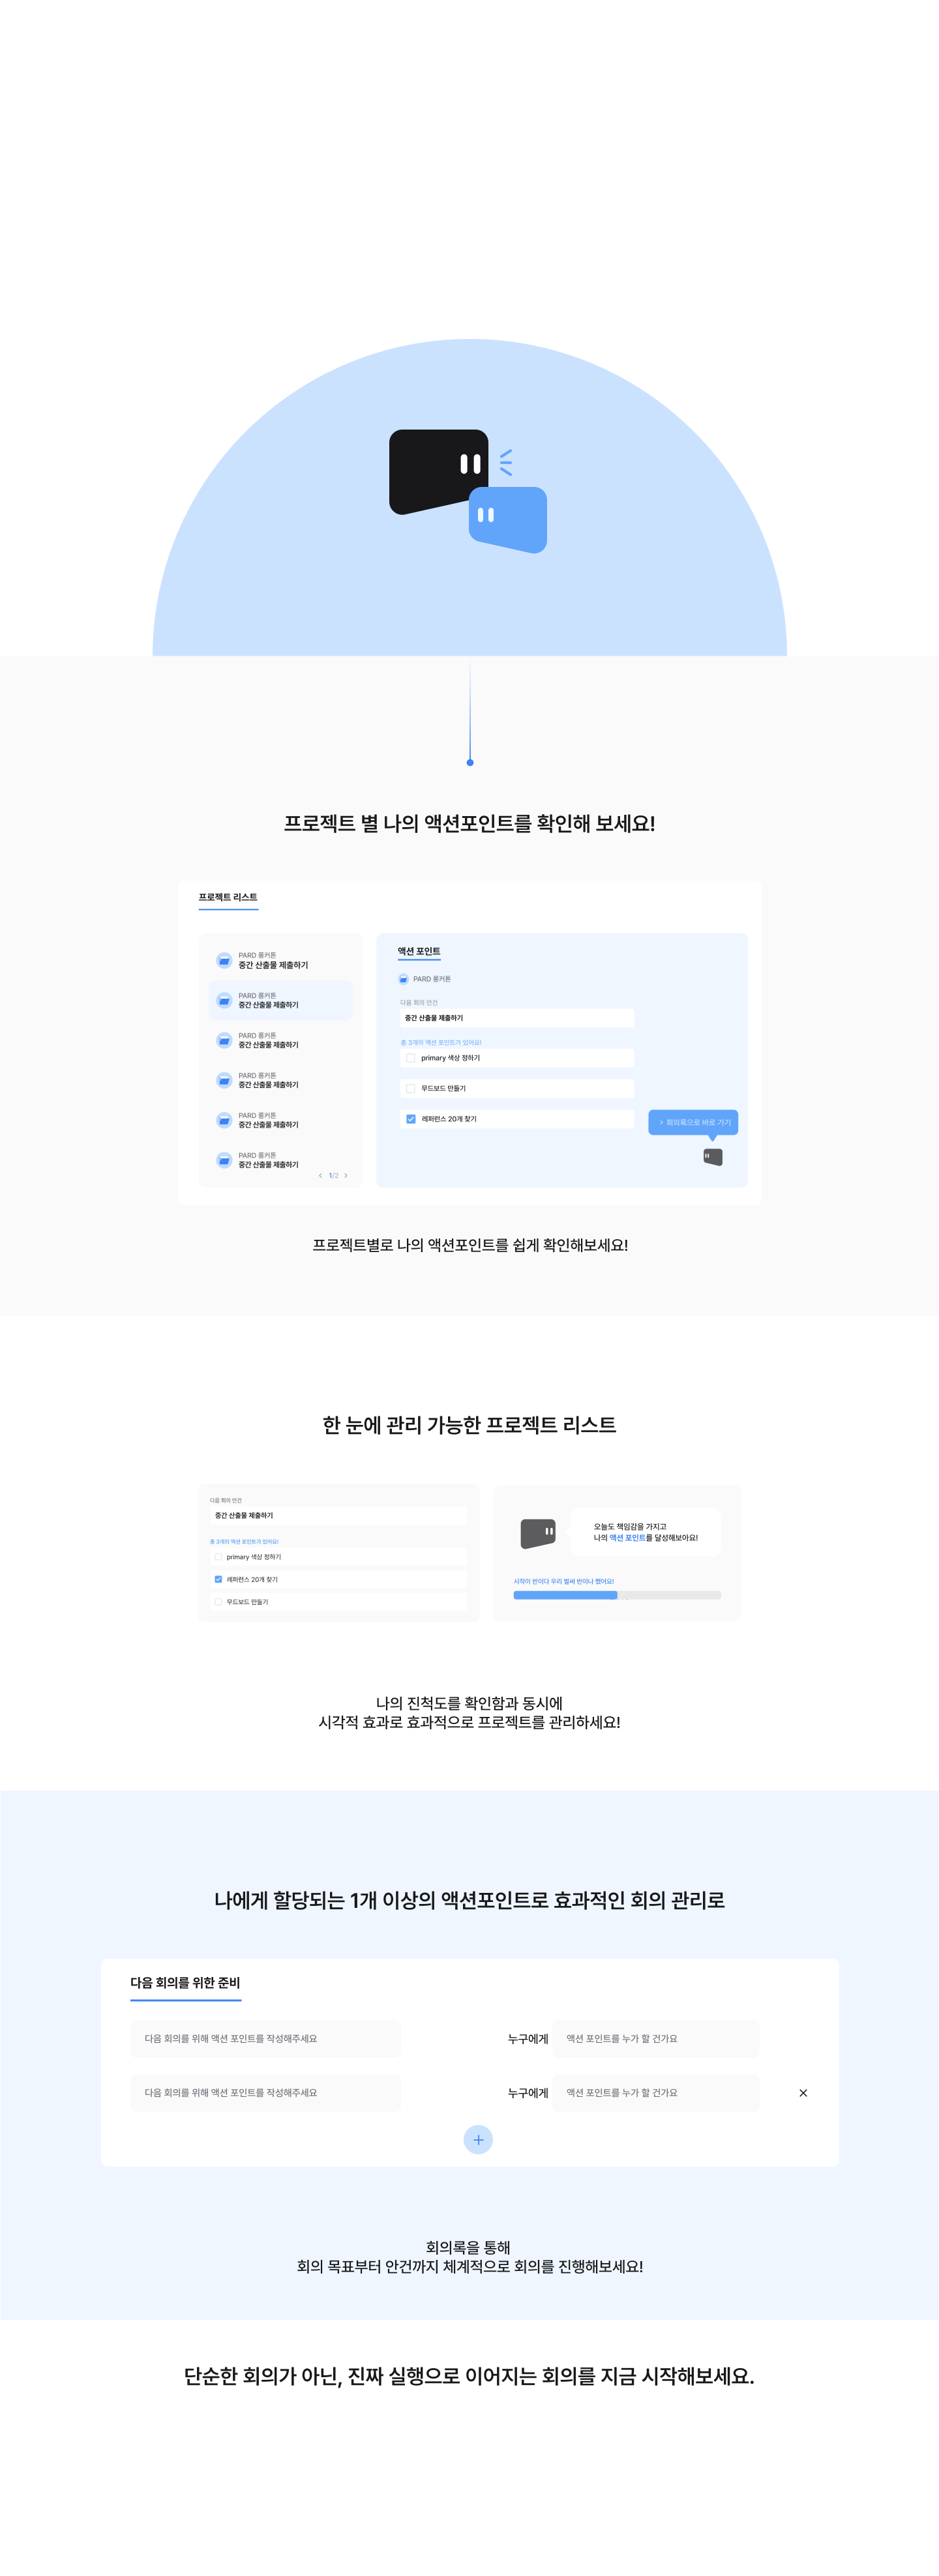 프로젝트 별 나의 액션포인트를 확인해 보세요!
프로젝트 리스트
PARD 롱커톤
중간 산출물 제출하기
PARD 롱커톤
중간 산출물 제출하기
PARD 롱커톤
중간 산출물 제출하기
PARD 롱커톤
중간 산출물 제출하기
PARD 롱커톤
중간 산출물 제출하기
PARD 롱커톤
중간 산출물 제출하기
< 1/2 >
액션 포인트
PARD 롱커톤
다음 회의 안건
중간 산출물 제출하기
총 3개의 액션 포인트가 있어요!
primary 색상 정하기
무드보드 만들기
레퍼런스 20개 찾기
> 회의록으로 바로 가기
프로젝트별로 나의 액션포인트를 쉽게 확인해보세요!
한 눈에 관리 가능한 프로젝트 리스트
다음 회의 안건
중간 산출물 제출하기
총 3개의 액션 포인트가 있어요!
primary 색상 정하기
레퍼런스 20개 찾기
무드보드 만들기
오늘도 책임감을 가지고
나의 액션 포인트를 달성해보아요!
시작이 반이다 우리 벌써 반이나 했어요!
나의 진척도를 확인함과 동시에
시각적 효과로 효과적으로 프로젝트를 관리하세요!
나에게 할당되는 1개 이상의 액션포인트로 효과적인 회의 관리로
다음 회의를 위한 준비
다음 회의를 위해 액션 포인트를 작성해주세요
누구에게
액션 포인트를 누가 할 건가요
다음 회의를 위해 액션 포인트를 작성해주세요
누구에게
액션 포인트를 누가 할 건가요
회의록을 통해
회의 목표부터 안건까지 체계적으로 회의를 진행해보세요!
단순한 회의가 아닌, 진짜 실행으로 이어지는 회의를 지금 시작해보세요.